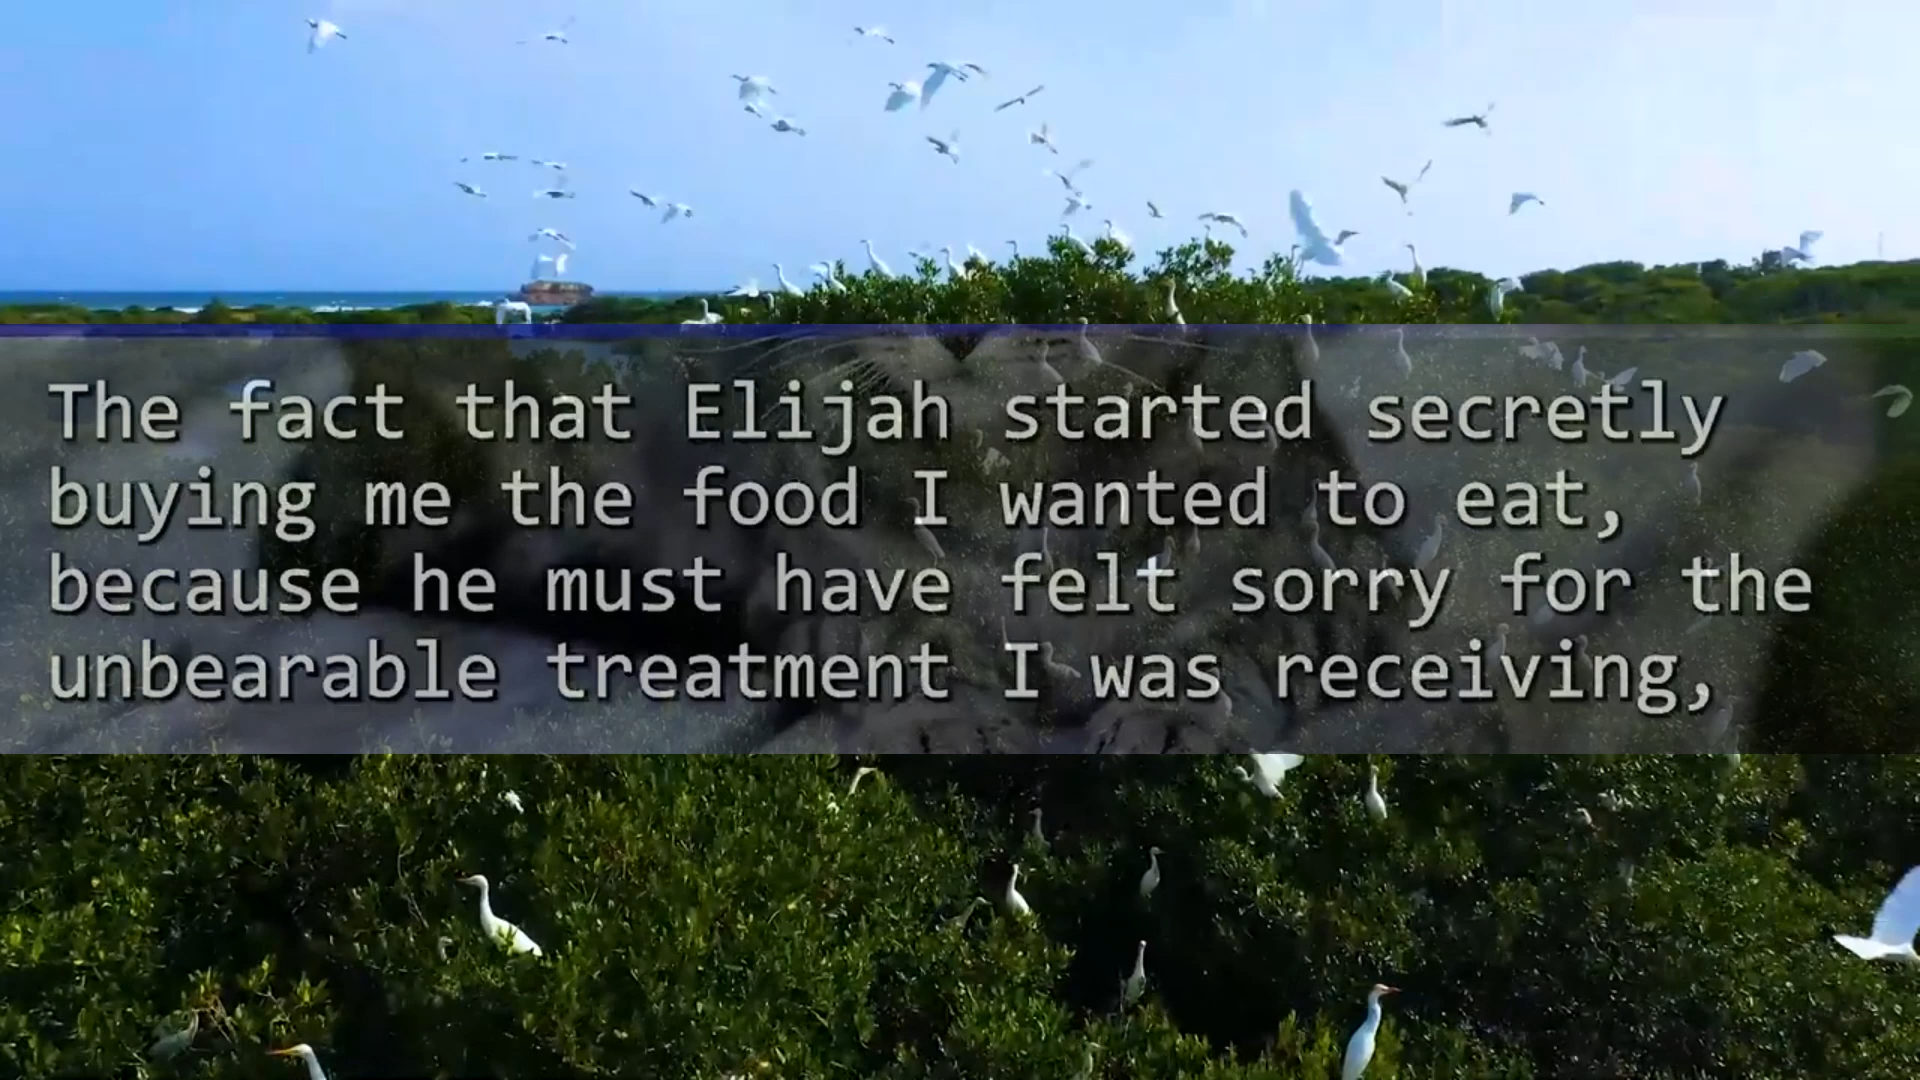 The fact that Elijah started secretly
buying me the food I wanted to eat,
because he must have felt sorry for the
unbearable treatment I was receiving,